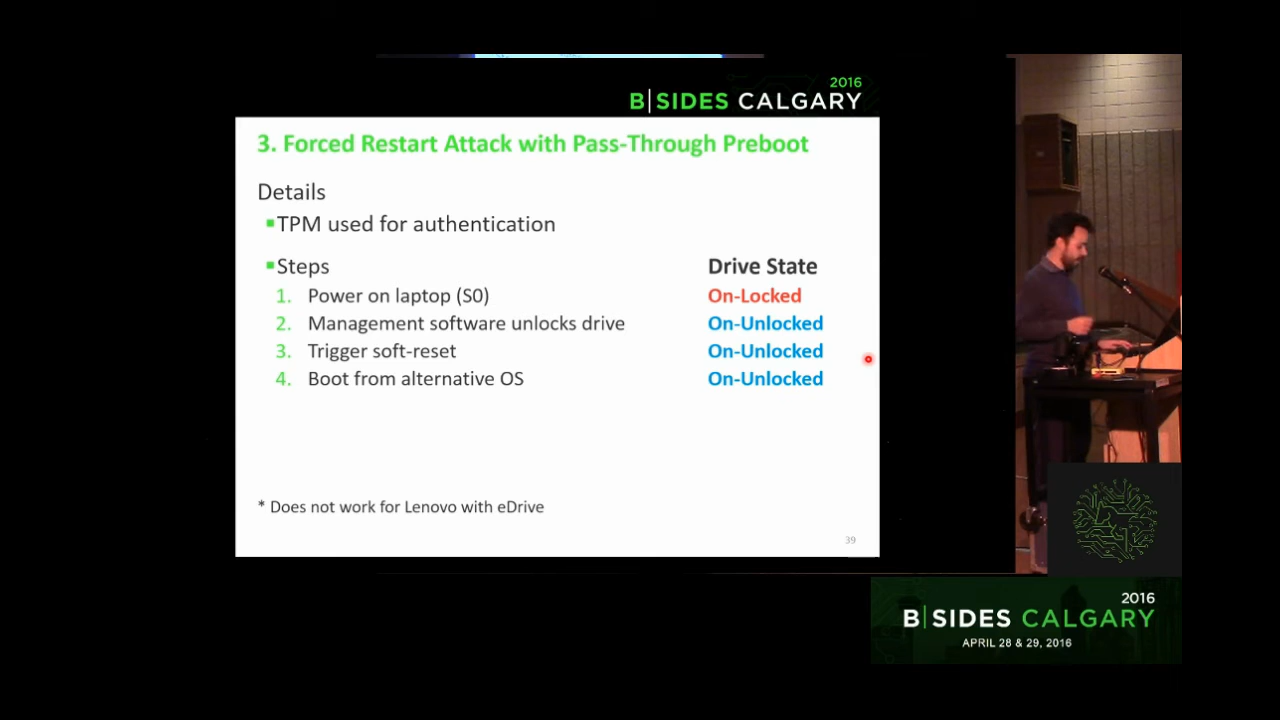 2016
B|SIDES CALGARY
3. Forced Restart Attack with Pass-Through Preboot
Details
▪TPM used for authentication
▪Steps Drive State
1. Power on laptop (S0) On-Locked
2. Management software unlocks drive On-Unlocked
3. Trigger soft-reset On-Unlocked
4. Boot from alternative OS On-Unlocked
* Does not work for Lenovo with eDrive
39
2016
B|SIDES CALGARY
APRIL 28 & 29, 2016